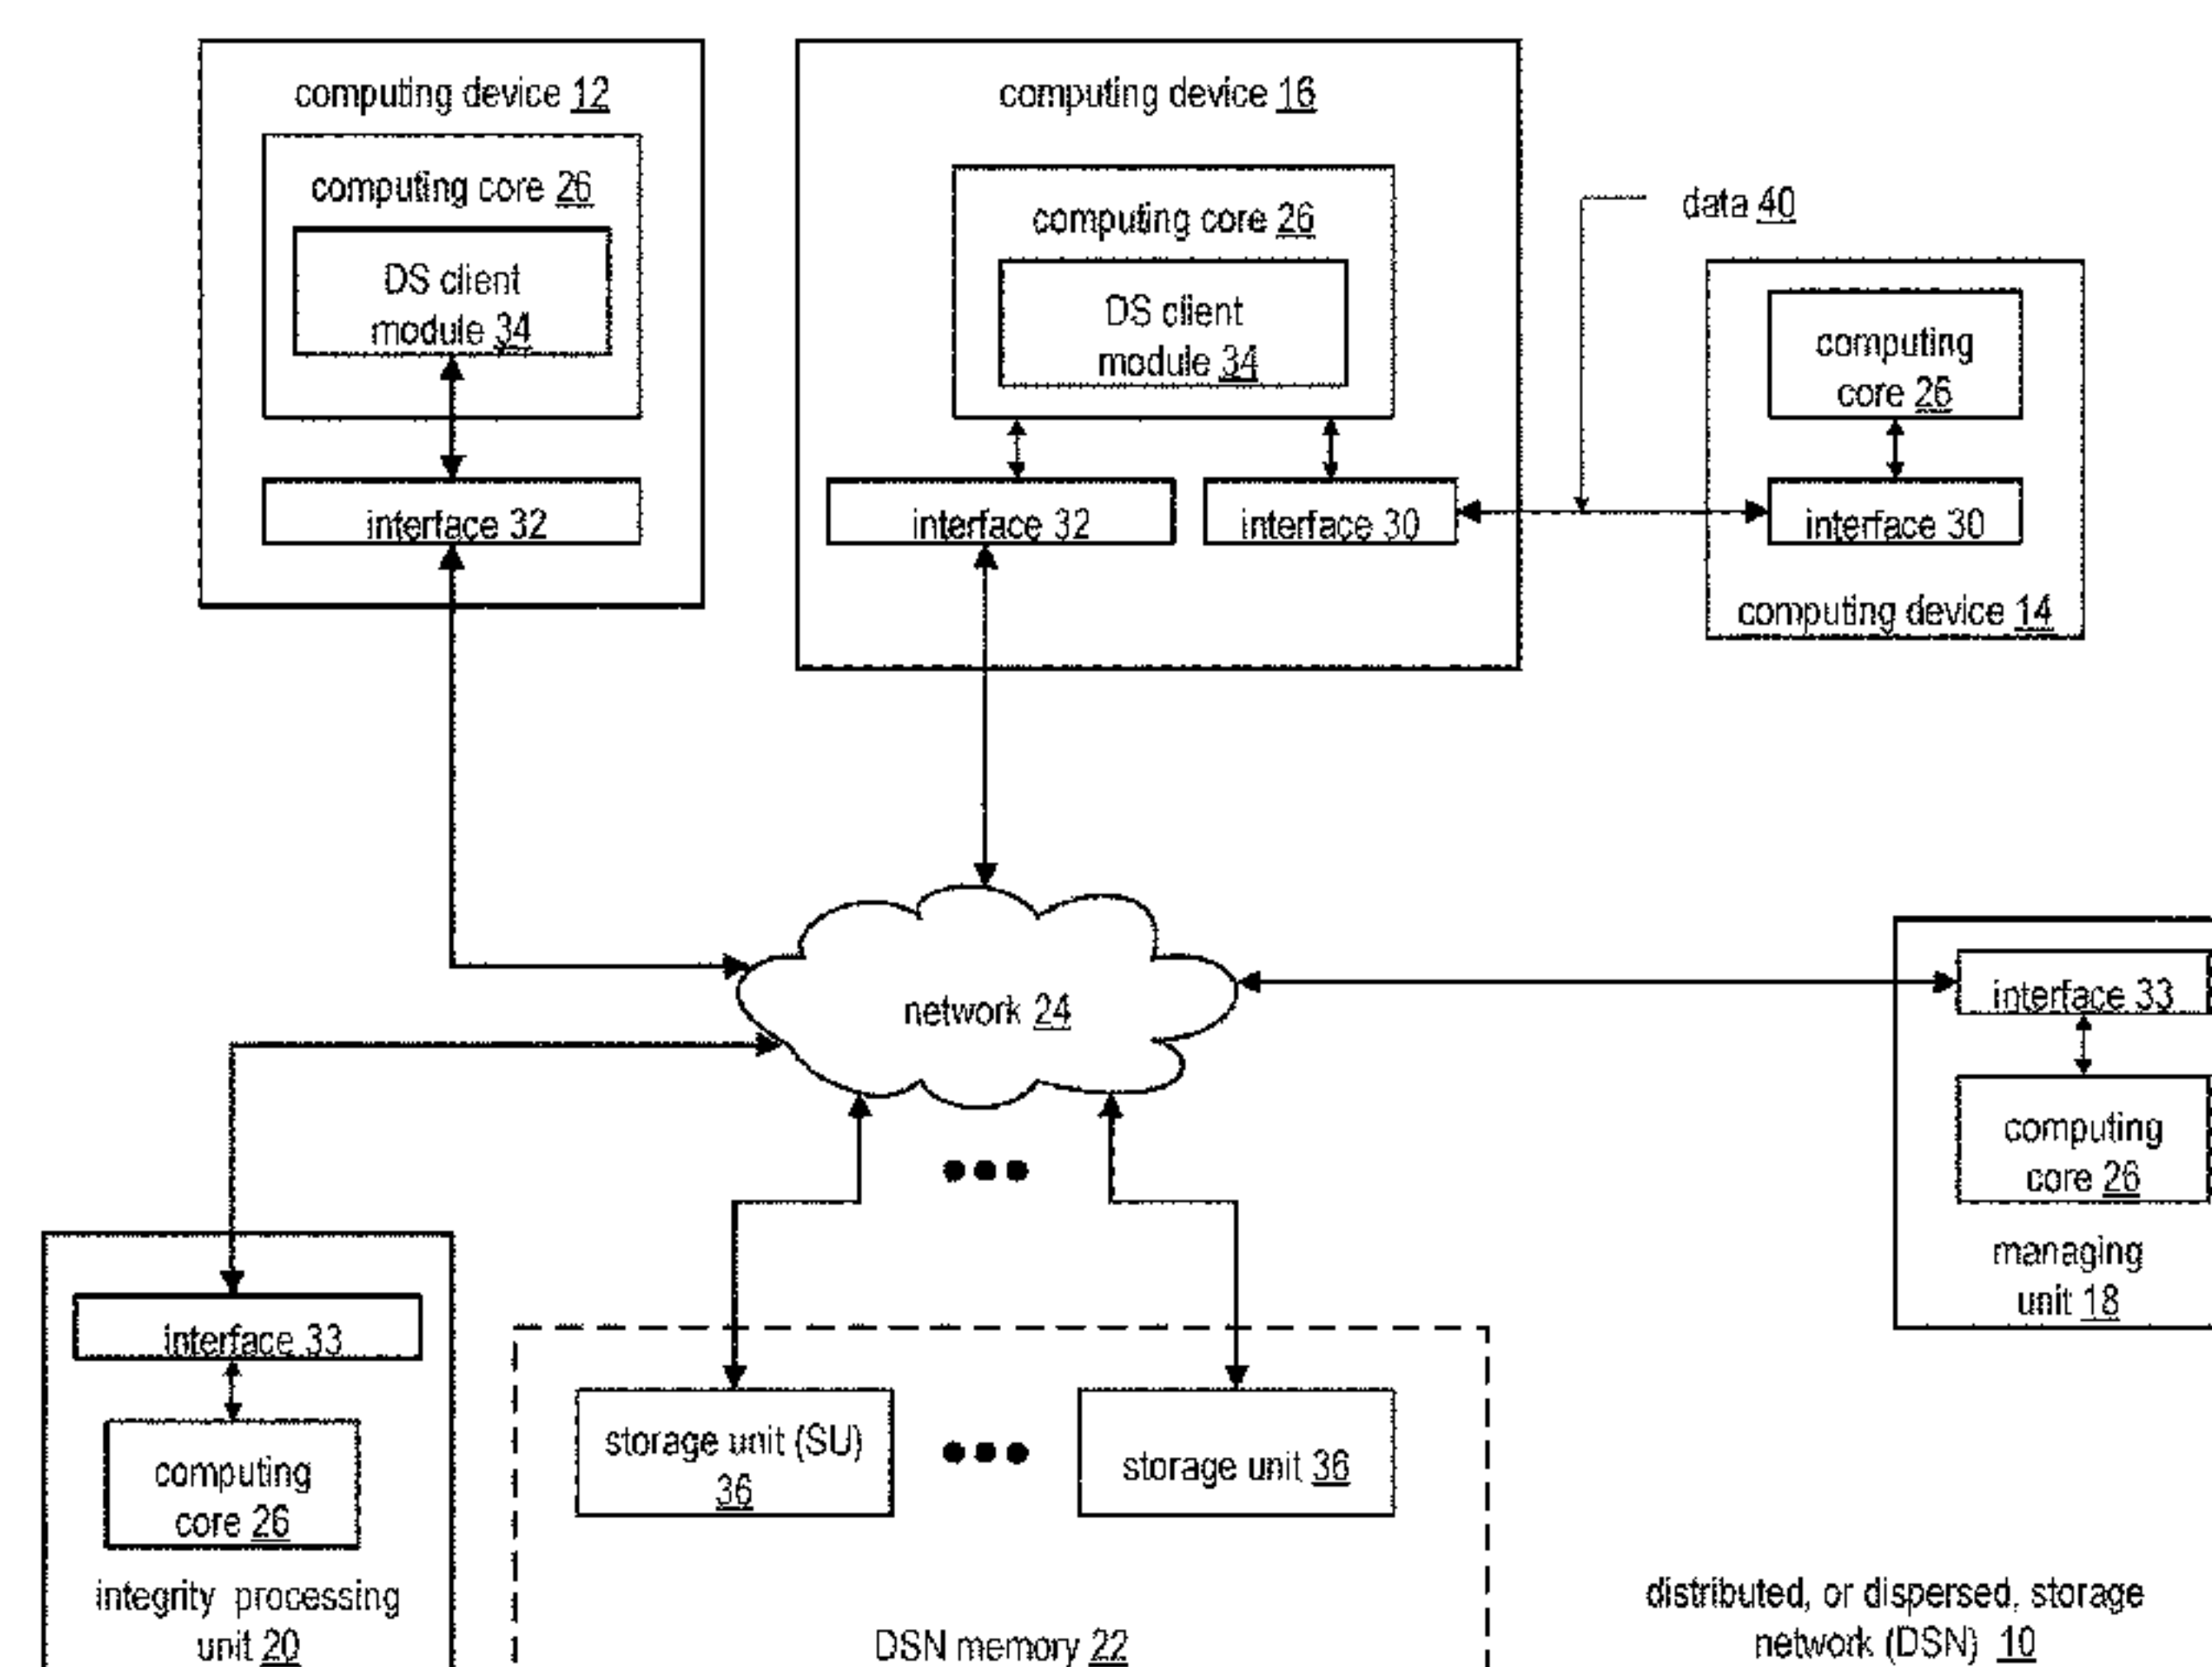 computing device 12
computing core 26
DS client
module 34
interface 32
computing device 16
computing core 26
DS client
module 34
interface 32
interface 30
data 40
computing
core 26
interface 30
computing device 14
network 24
interface 33
computing
core 26
managing
unit 18
interface 33
computing
core 26
integrity processing
unit 20
storage unit (SU)
36
storage unit 36
DSN memory 22
distributed, or dispersed, storage
network (DSN) 10